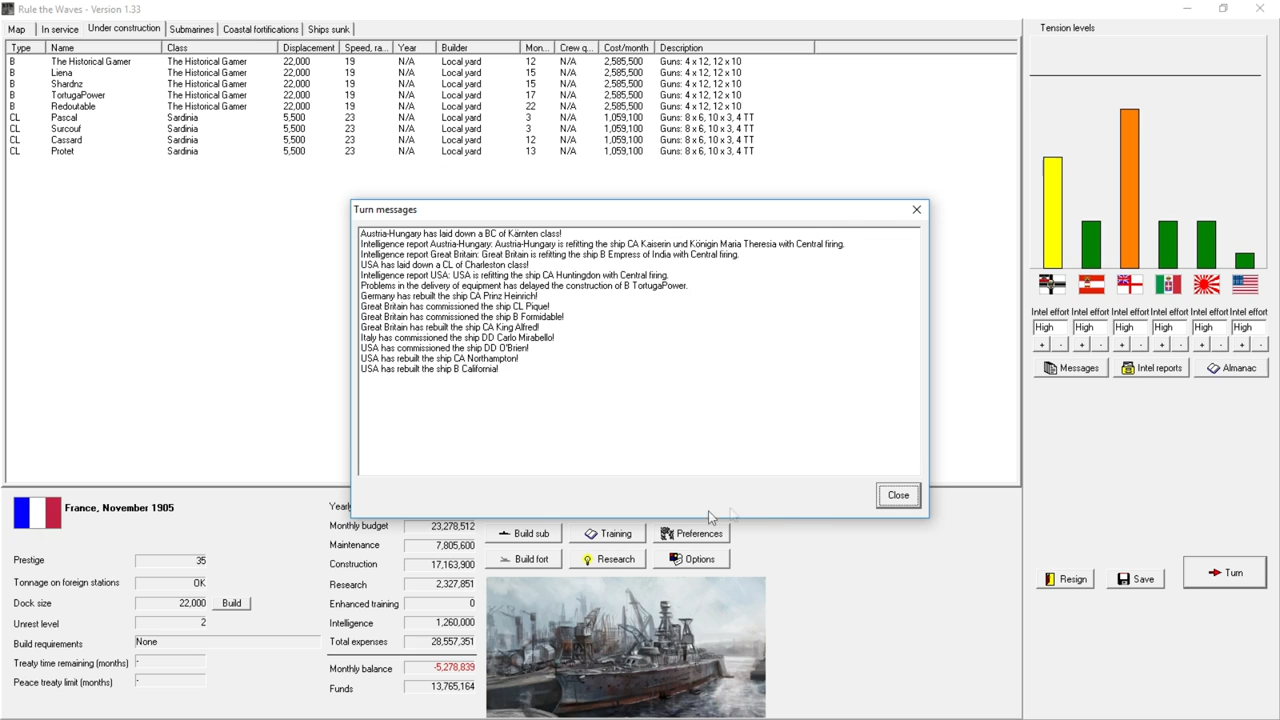 Rule the Waves - Version 1.33
Map In service Under construction Submarines Coastal fortifications Ships sunk
Type Name Class Displacement Speed, ra... Year Builder Mon... Crew q... Cost/month Description
B The Historical Gamer The Historical Gamer 22,000 19 N/A Local yard 12 N/A 2,585,500 Guns: 4 x 12, 12 x 10
B Liena The Historical Gamer 22,000 19 N/A Local yard 15 N/A 2,585,500 Guns: 4 x 12, 12 x 10
B Shardnz The Historical Gamer 22,000 19 N/A Local yard 15 N/A 2,585,500 Guns: 4 x 12, 12 x 10
B TortugaPower The Historical Gamer 22,000 19 N/A Local yard 17 N/A 2,585,500 Guns: 4 x 12, 12 x 10
B Redoutable The Historical Gamer 22,000 19 N/A Local yard 22 N/A 2,585,500 Guns: 4 x 12, 12 x 10
CL Pascal Sardinia 5,500 23 N/A Local yard 3 N/A 1,059,100 Guns: 8 x 6, 10 x 3, 4 TT
CL Surcouf Sardinia 5,500 23 N/A Local yard 3 N/A 1,059,100 Guns: 8 x 6, 10 x 3, 4 TT
CL Cassard Sardinia 5,500 23 N/A Local yard 12 N/A 1,059,100 Guns: 8 x 6, 10 x 3, 4 TT
CL Protet Sardinia 5,500 23 N/A Local yard 13 N/A 1,059,100 Guns: 8 x 6, 10 x 3, 4 TT
Turn messages
Austria-Hungary has laid down a BC of Kärnten class!
Intelligence report Austria-Hungary: Austria-Hungary is refitting the ship CA Kaiserin und Königin Maria Theresia with Central firing.
Intelligence report Great Britain: Great Britain is refitting the ship B Empress of India with Central firing.
USA has laid down a CL of Charleston class!
Intelligence report USA: USA is refitting the ship CA Huntingdon with Central firing.
Problems in the delivery of equipment has delayed the construction of B TortugaPower.
Germany has rebuilt the ship CA Prinz Heinrich!
Great Britain has commissioned the ship CL Pique!
Great Britain has commissioned the ship B Formidable!
Great Britain has rebuilt the ship CA King Alfred!
Italy has commissioned the ship DD Carlo Mirabello!
USA has commissioned the ship DD O'Brien!
USA has rebuilt the ship CA Northampton!
USA has rebuilt the ship B California!
Close
Tension levels
Intel effort Intel effort Intel effort Intel effort Intel effort Intel effort
High High High High High High
+ - + - + - + - + - + -
Messages Intel reports Almanac
France, November 1905
Prestige 35
Tonnage on foreign stations OK
Dock size 22,000 Build
Unrest level 2
Build requirements None
Treaty time remaining (months) -
Peace treaty limit (months) -
Monthly budget 23,278,512
Maintenance 7,805,600
Construction 17,163,900
Research 2,327,851
Enhanced training 0
Intelligence 1,260,000
Total expenses 28,557,351
Monthly balance -5,278,839
Funds 13,765,164
Build sub Training Preferences
Build fort Research Options
Resign Save Turn